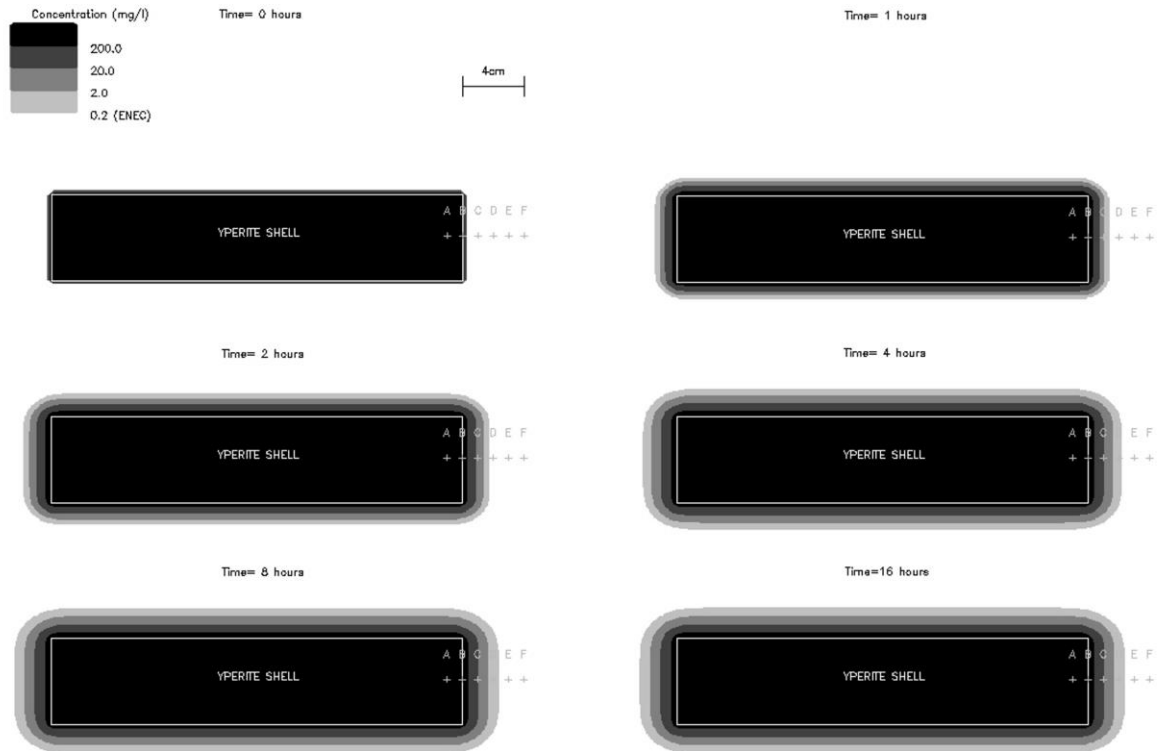 Concentration (mg/l)
200.0
20.0
2.0
0.2 (ENEC)
Time= 0 hours
4cm
A B C D E F
YPERITE SHELL
Time= 1 hours
A B C D E F
YPERITE SHELL
Time= 2 hours
A B C D E F
YPERITE SHELL
Time= 4 hours
A B C E F
YPERITE SHELL
Time= 8 hours
A B C E F
YPERITE SHELL
Time=16 hours
A B C E F
YPERITE SHELL